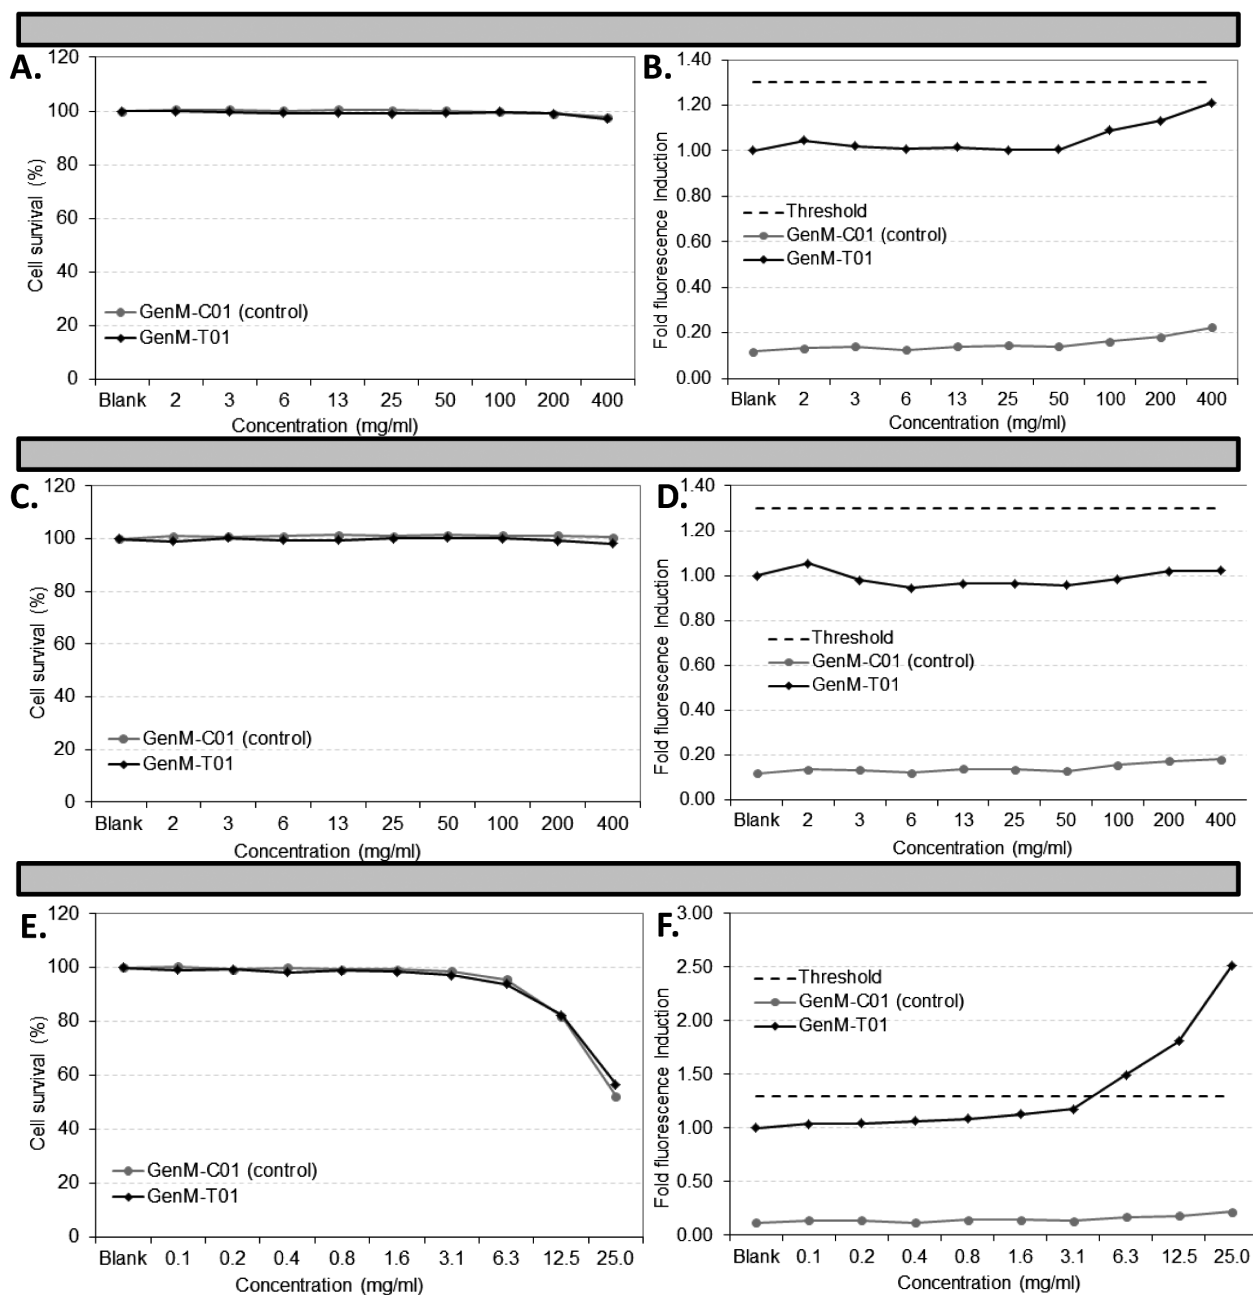 A.
120
100
80
60
40
20
0
Cell survival (%)
GenM-C01 (control)
GenM-T01
Blank 2 3 6 13 25 50 100 200 400
Concentration (mg/ml)
B.
1.40
1.20
1.00
0.80
0.60
0.40
0.20
0.00
Fold fluorescence Induction
Threshold
GenM-C01 (control)
GenM-T01
Blank 2 3 6 13 25 50 100 200 400
Concentration (mg/ml)
C.
120
100
80
60
40
20
0
Cell survival (%)
GenM-C01 (control)
GenM-T01
Blank 2 3 6 13 25 50 100 200 400
Concentration (mg/ml)
D.
1.40
1.20
1.00
0.80
0.60
0.40
0.20
0.00
Fold fluorescence Induction
Threshold
GenM-C01 (control)
GenM-T01
Blank 2 3 6 13 25 50 100 200 400
Concentration (mg/ml)
E.
120
100
80
60
40
20
0
Cell survival (%)
GenM-C01 (control)
GenM-T01
Blank 0.1 0.2 0.4 0.8 1.6 3.1 6.3 12.5 25.0
Concentration (mg/ml)
F.
3.00
2.50
2.00
1.50
1.00
0.50
0.00
Fold fluorescence Induction
Threshold
GenM-C01 (control)
GenM-T01
Blank 0.1 0.2 0.4 0.8 1.6 3.1 6.3 12.5 25.0
Concentration (mg/ml)